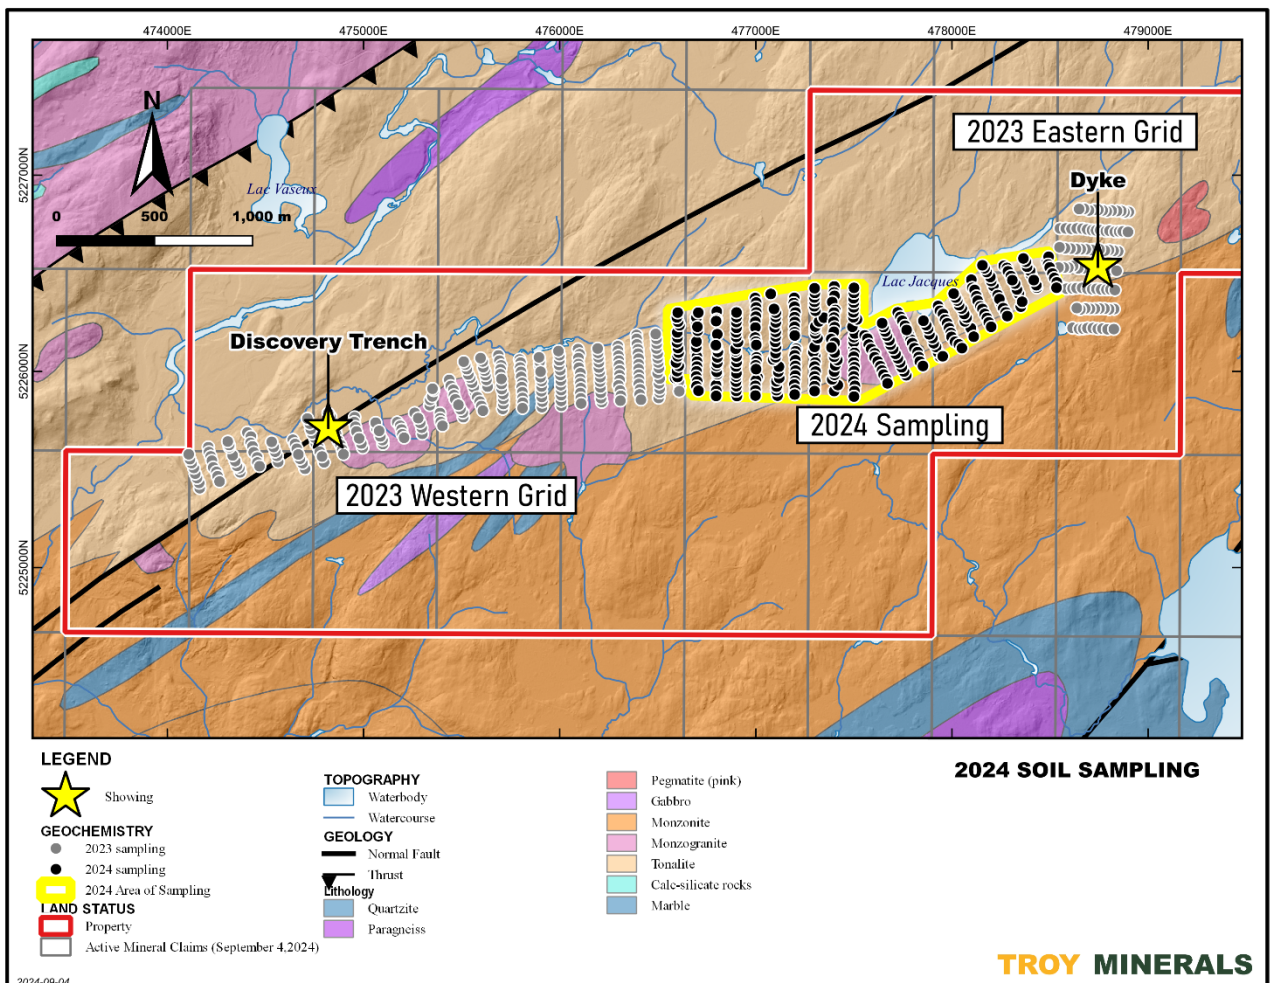 474000E
475000E
476000E
477000E
478000E
479000E
5227000N
5226000N
5225000N
N
Lac Vaseux
0 500 1,000 m
2023 Eastern Grid
Dyke
Lac Jacques
Discovery Trench
2024 Sampling
2023 Western Grid
LEGEND
Showing
GEOCHEMISTRY
2023 sampling
2024 sampling
2024 Area of Sampling
LAND STATUS
Property
Active Mineral Claims (September 4,2024)
TOPOGRAPHY
Waterbody
Watercourse
GEOLOGY
Normal Fault
Thrust
Lithology
Quartzite
Paragneiss
Pegmatite (pink)
Gabbro
Monzonite
Monzogranite
Tonalite
Calc-silicate rocks
Marble
2024 SOIL SAMPLING
TROY MINERALS
2024-09-04